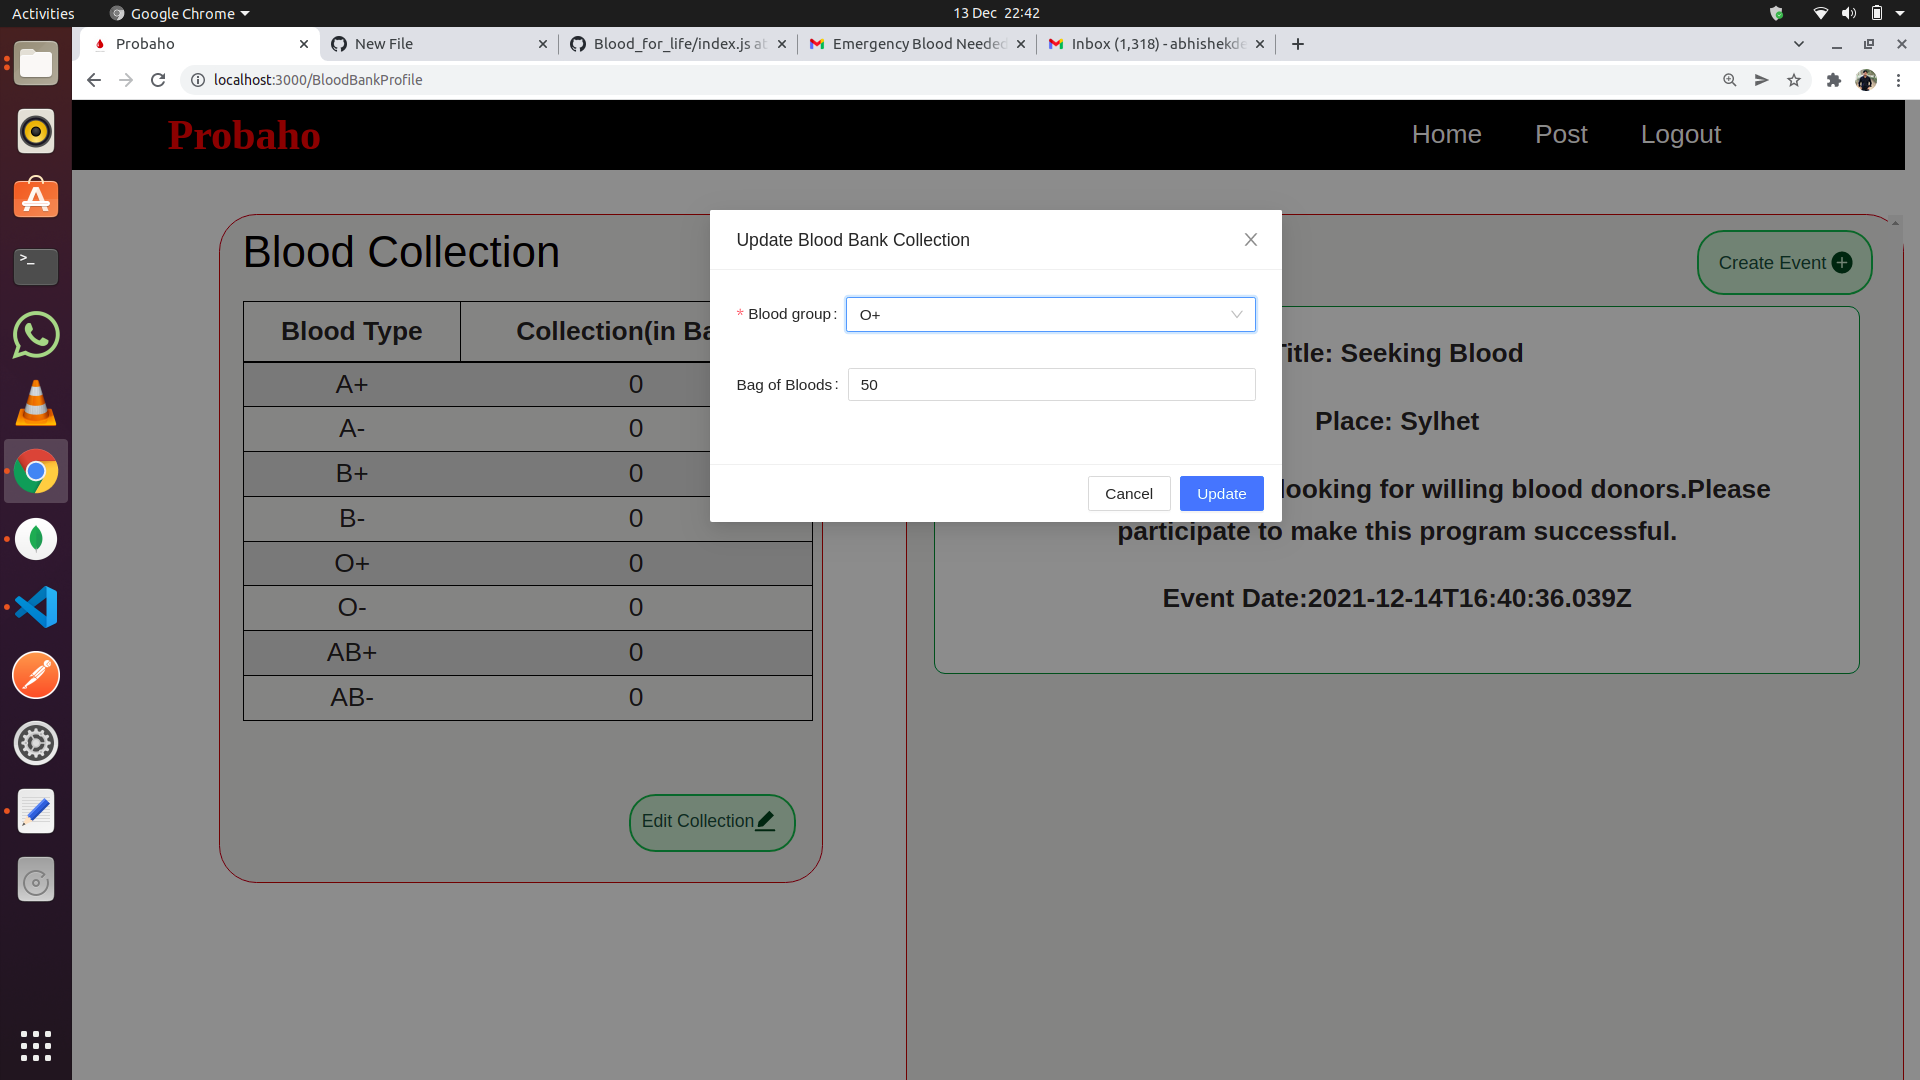 Activities
Google Chrome
13 Dec 22:42
Probaho
New File
Blood_for_life/index.js at
Emergency Blood Needed
Inbox (1,318) - abhishekde
localhost:3000/BloodBankProfile
Probaho
Home
Post
Logout
Blood Collection
Blood Type
Collection(in Ba
A+ 0
A- 0
B+ 0
B- 0
O+ 0
O- 0
AB+ 0
AB- 0
Edit Collection
Update Blood Bank Collection
* Blood group: O+
Bag of Bloods: 50
Cancel
Update
Create Event
Title: Seeking Blood
Place: Sylhet
looking for willing blood donors.Please
participate to make this program successful.
Event Date:2021-12-14T16:40:36.039Z